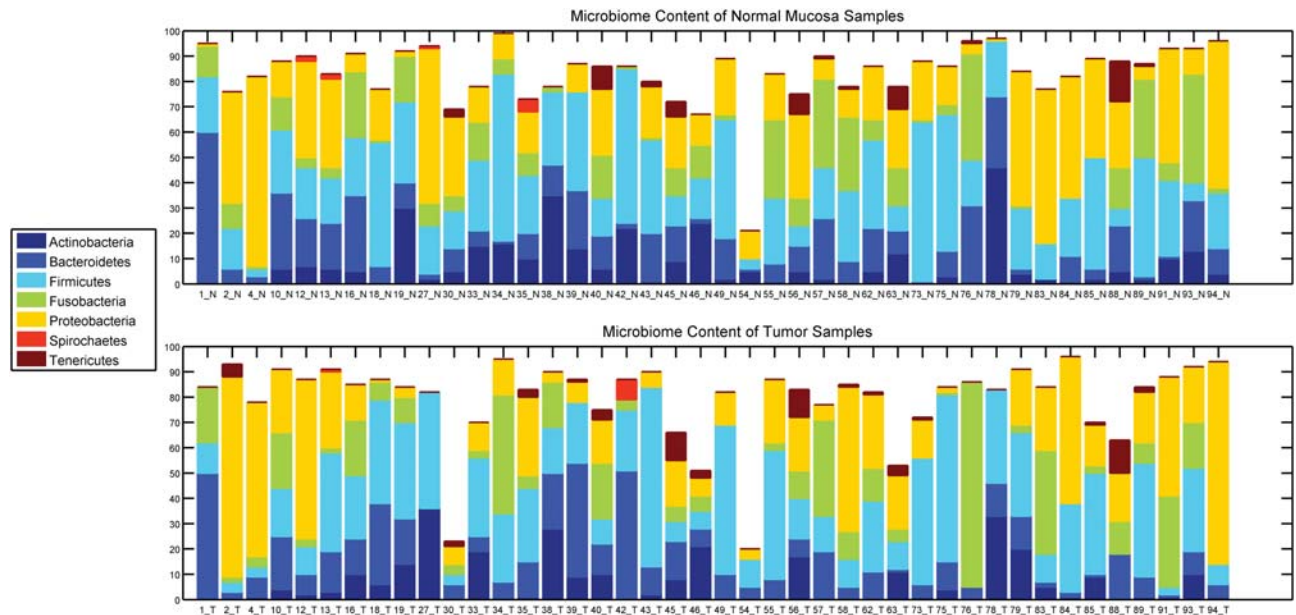 Microbiome Content of Normal Mucosa Samples
100
90
80
70
60
50
40
30
20
10
0
1_N 2_N 4_N 10_N 12_N 13_N 16_N 18_N 19_N 27_N 30_N 33_N 34_N 35_N 38_N 39_N 40_N 42_N 43_N 45_N 46_N 49_N 54_N 55_N 56_N 57_N 58_N 62_N 63_N 73_N 75_N 76_N 78_N 79_N 83_N 84_N 85_N 88_N 89_N 91_N 93_N 94_N
Actinobacteria
Bacteroidetes
Firmicutes
Fusobacteria
Proteobacteria
Spirochaetes
Tenericutes
Microbiome Content of Tumor Samples
100
90
80
70
60
50
40
30
20
10
0
1_T 2_T 4_T 10_T 12_T 13_T 16_T 18_T 19_T 27_T 30_T 33_T 34_T 35_T 38_T 39_T 40_T 42_T 43_T 45_T 46_T 49_T 54_T 55_T 56_T 57_T 58_T 62_T 63_T 73_T 75_T 76_T 78_T 79_T 83_T 84_T 85_T 88_T 89_T 91_T 93_T 94_T